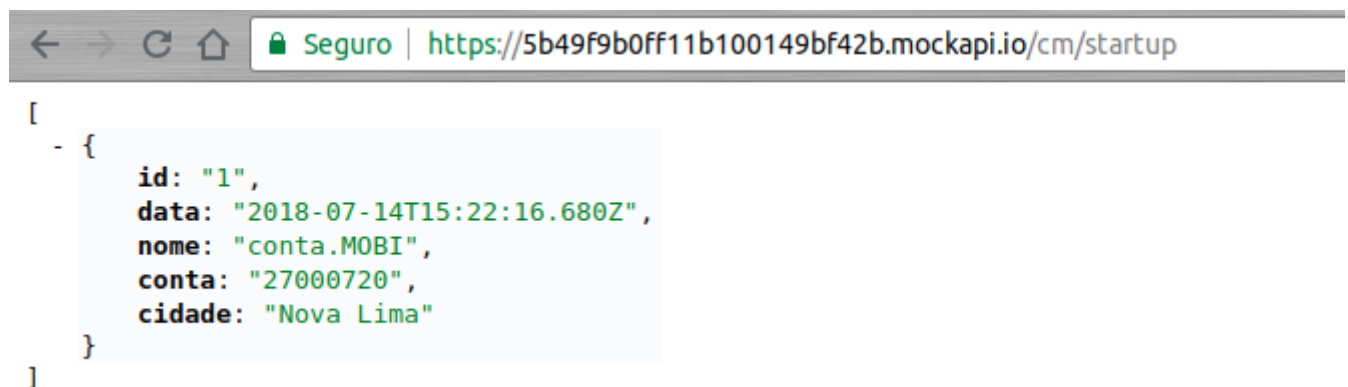 Seguro | https://5b49f9b0ff11b100149bf42b.mockapi.io/cm/startup
[
- {
id: "1",
data: "2018-07-14T15:22:16.680Z",
nome: "conta.MOBI",
conta: "27000720",
cidade: "Nova Lima"
}
]